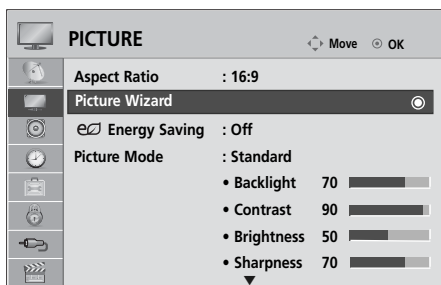 PICTURE Move OK
Aspect Ratio : 16:9
Picture Wizard
Energy Saving : Off
Picture Mode : Standard
• Backlight 70
• Contrast 90
• Brightness 50
• Sharpness 70